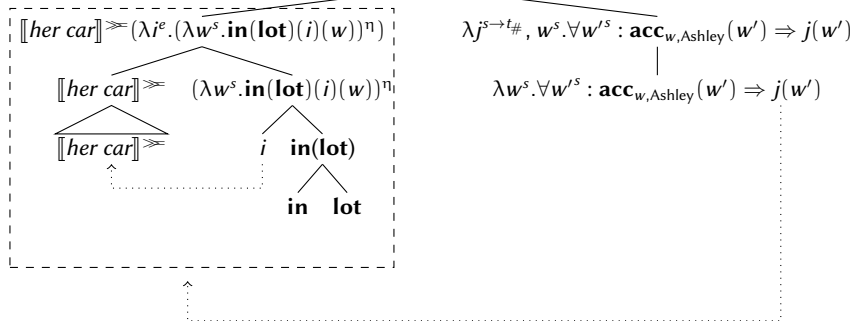 ⟦her car⟧^⋙=(λi^e.(λw^s.in(lot)(i)(w))^η) λj^{s→t_#}, w^s.∀w'^s : acc_{w,Ashley}(w') ⇒ j(w')
⟦her car⟧^⋙= (λw^s.in(lot)(i)(w))^η λw^s.∀w'^s : acc_{w,Ashley}(w') ⇒ j(w')
⟦her car⟧^⋙= i in(lot)
in lot